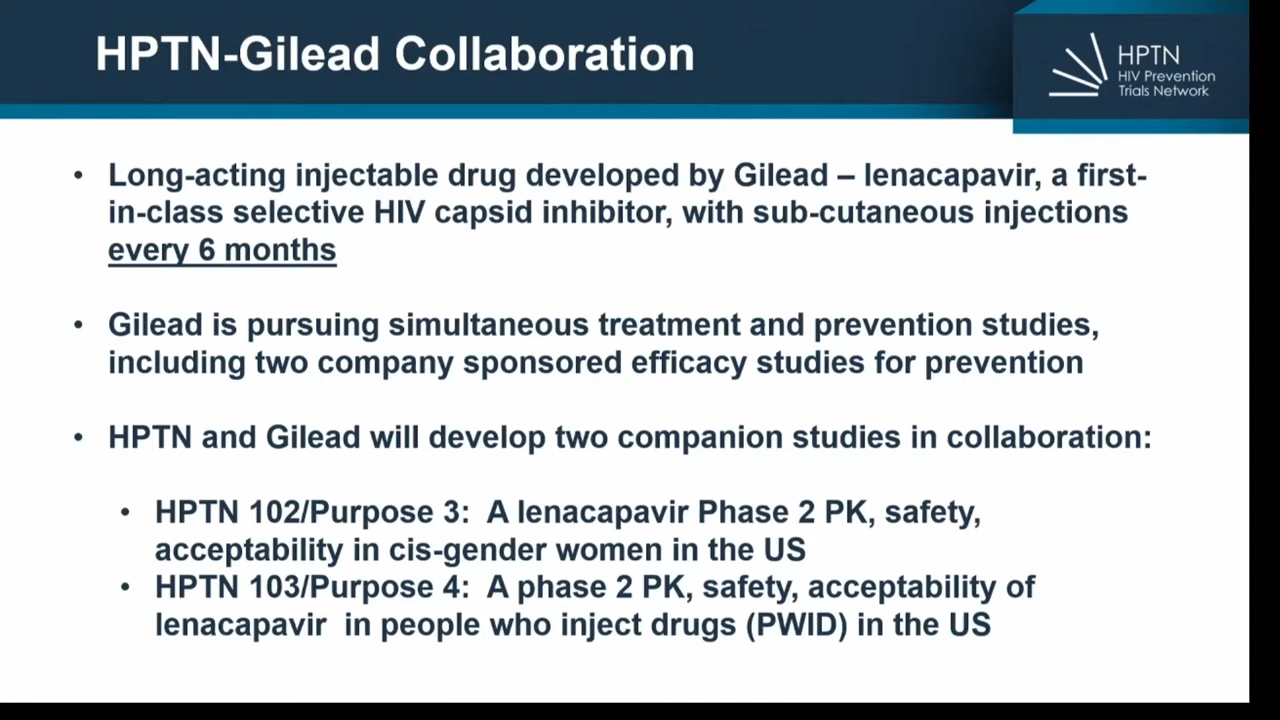 HPTN-Gilead Collaboration
HPTN
HIV Prevention
Trials Network
• Long-acting injectable drug developed by Gilead – lenacapavir, a first-
in-class selective HIV capsid inhibitor, with sub-cutaneous injections
every 6 months
• Gilead is pursuing simultaneous treatment and prevention studies,
including two company sponsored efficacy studies for prevention
• HPTN and Gilead will develop two companion studies in collaboration:
• HPTN 102/Purpose 3:  A lenacapavir Phase 2 PK, safety,
acceptability in cis-gender women in the US
• HPTN 103/Purpose 4:  A phase 2 PK, safety, acceptability of
lenacapavir  in people who inject drugs (PWID) in the US